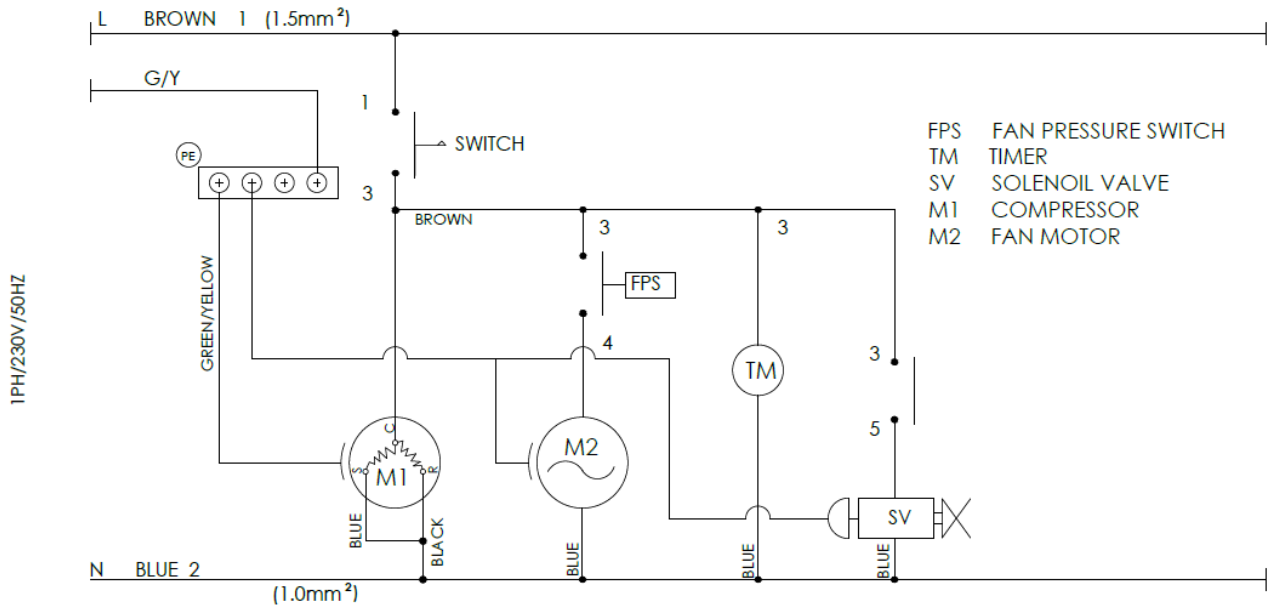 L BROWN 1 (1.5mm²)
G/Y
1
SWITCH
PE
3
BROWN
3
3
FPS FAN PRESSURE SWITCH
TM TIMER
SV SOLENOIL VALVE
M1 COMPRESSOR
M2 FAN MOTOR
1PH/230V/50HZ
GREEN/YELLOW
FPS
4
TM
3
5
C
S
R
M1
M2
SV
BLUE
BLACK
BLUE
BLUE
BLUE
N BLUE 2
(1.0mm²)